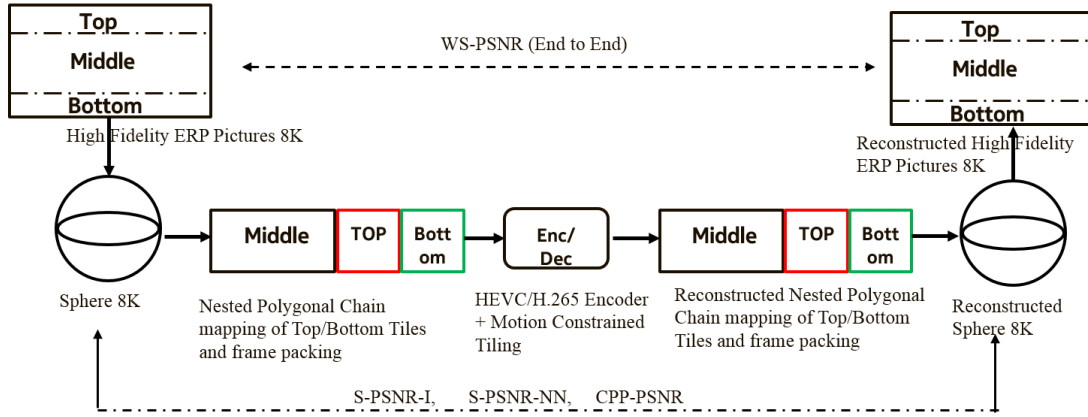 Top
Middle
Bottom
High Fidelity ERP Pictures 8K
WS-PSNR (End to End)
Top
Middle
Bottom
Reconstructed High Fidelity
ERP Pictures 8K
Sphere 8K
Middle
TOP
Bott
om
Nested Polygonal Chain
mapping of Top/Bottom Tiles
and frame packing
Enc/
Dec
HEVC/H.265 Encoder
+ Motion Constrained
Tiling
Middle
TOP
Bott
om
Reconstructed Nested Polygonal
Chain mapping of Top/Bottom
Tiles and frame packing
Reconstructed
Sphere 8K
S-PSNR-I, S-PSNR-NN, CPP-PSNR